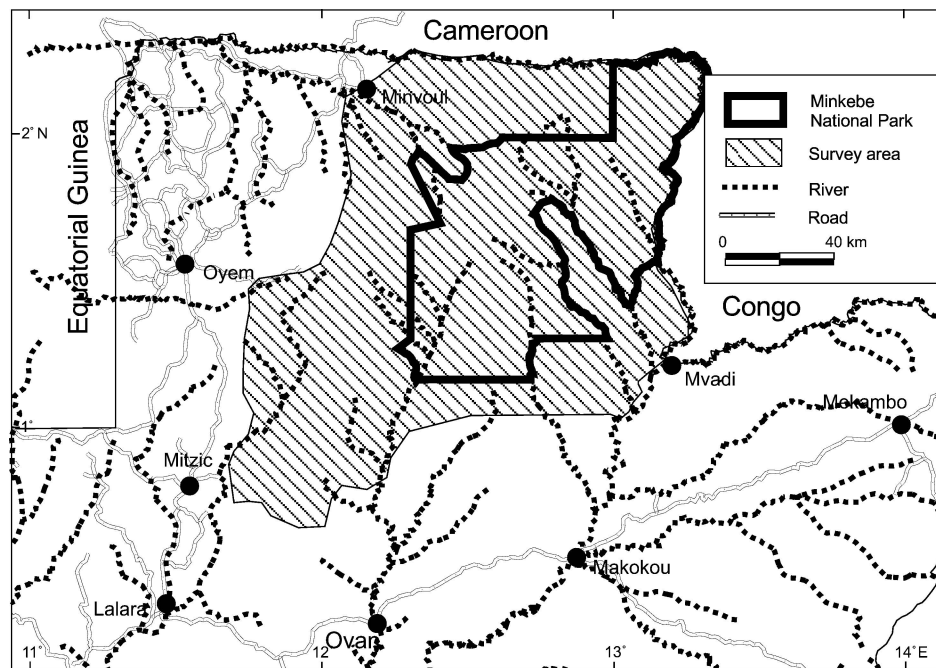 Cameroon
Minvoul
2˚N
Equatorial Guinea
Oyem
Minkebe
National Park
Survey area
River
Road
0 40 km
Congo
Mvadi
Mekambo
1˚
Mitzic
Makokou
Lalara
Ovan
11˚ 12 13˚ 14˚E